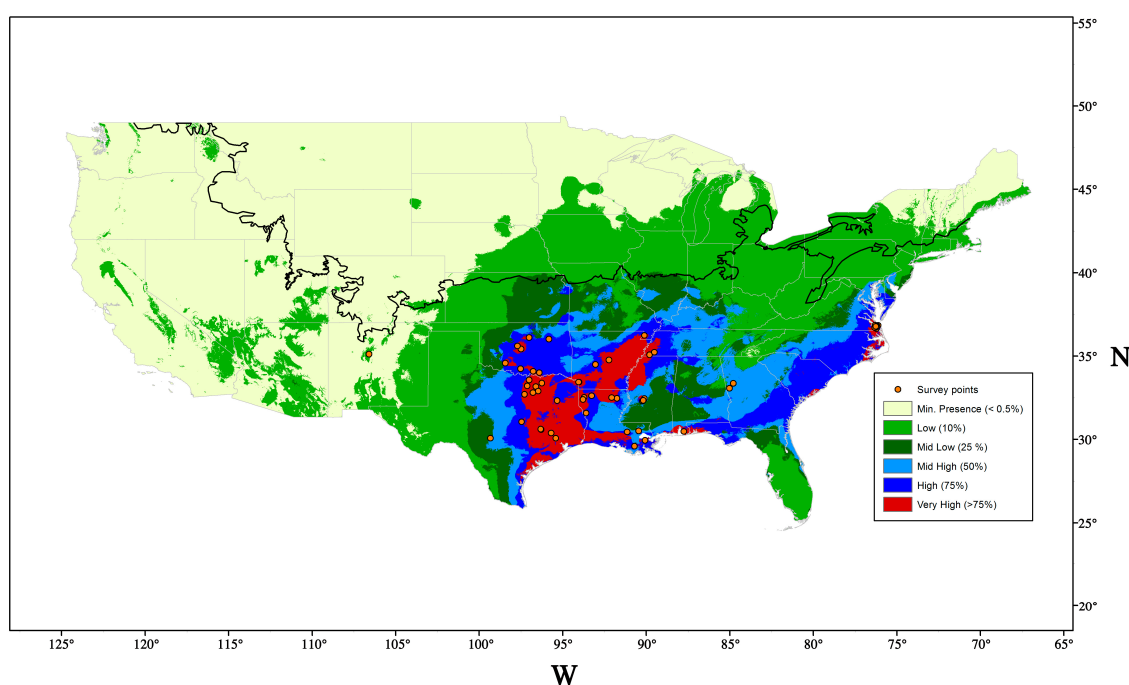 55°
50°
45°
40°
35°
N
Survey points
Min. Presence (< 0.5%)
Low (10%)
Mid Low (25 %)
30°
Mid High (50%)
High (75%)
Very High (>75%)
25°
20°
125° 120° 115° 110° 105° 100° 95° 90° 85° 80° 75° 70° 65°
W